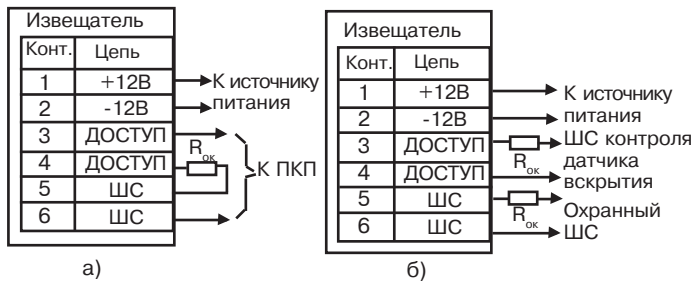 Извещатель
Конт. Цепь
1 +12В К источнику
2 -12В питания
3 ДОСТУП
Rок
4 ДОСТУП К ПКП
5 ШС
6 ШС
а)
Извещатель
Конт. Цепь
1 +12В К источнику
2 -12В питания
3 ДОСТУП ШС контроля
Rок датчика
4 ДОСТУП вскрытия
5 ШС
Rок Охранный
6 ШС ШС
б)